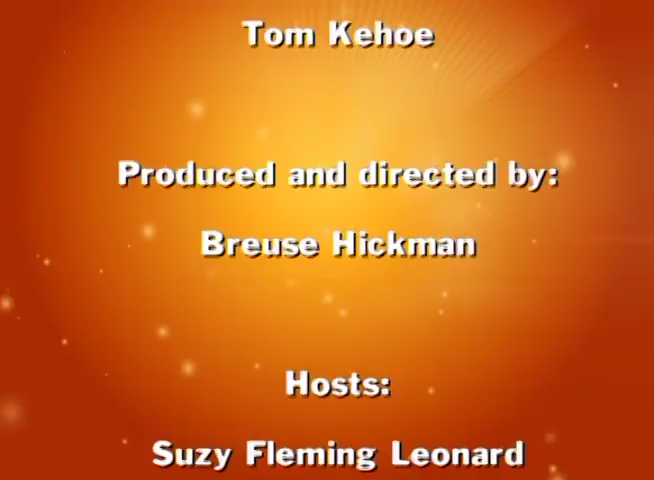 Tom Kehoe
Produced and directed by:
Breuse Hickman
Hosts:
Suzy Fleming Leonard